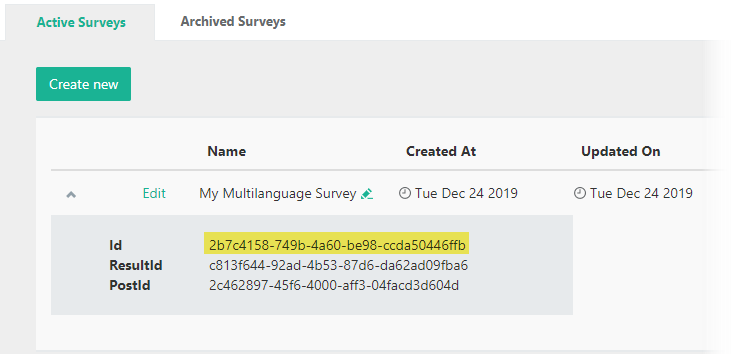 Active Surveys Archived Surveys
Create new
Name Created At Updated On
Edit My Multilanguage Survey Tue Dec 24 2019 Tue Dec 24 2019
Id 2b7c4158-749b-4a60-be98-ccda50446ffb
ResultId c813f644-92ad-4b53-87d6-da62ad09fba6
PostId 2c462897-45f6-4000-aff3-04facd3d604d